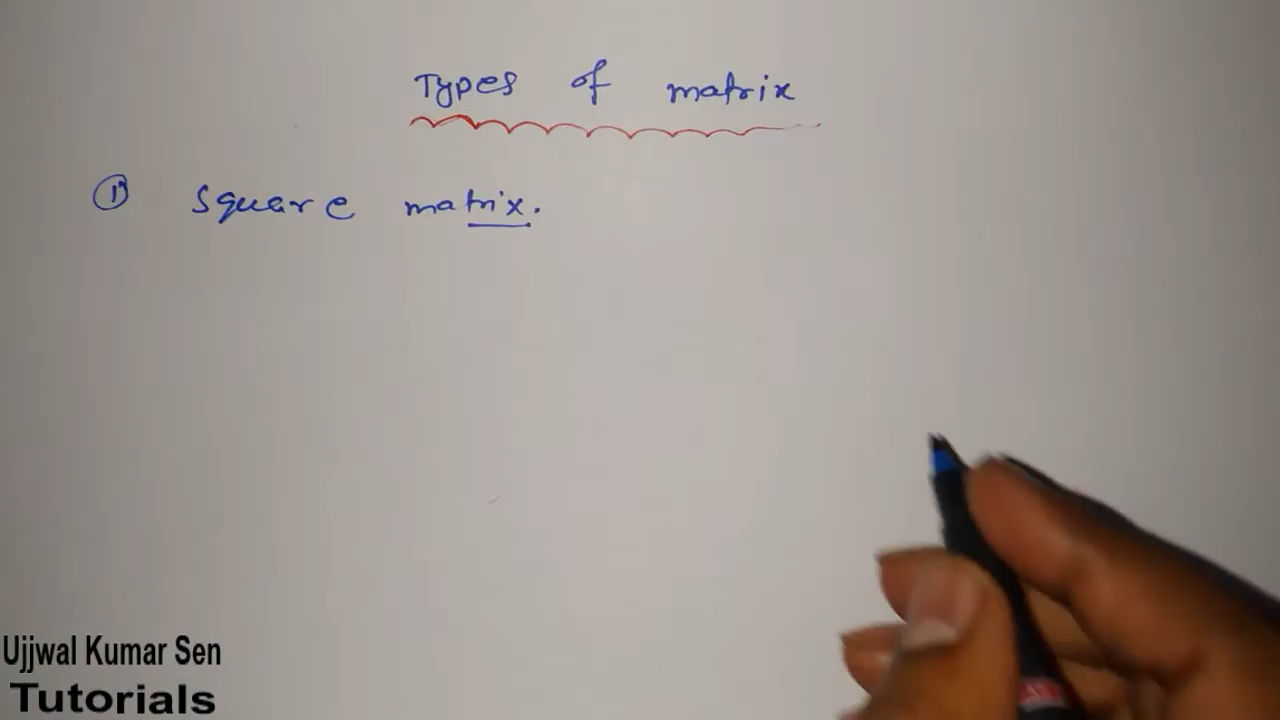 Types of matrix
① Square matrix.
Ujjwal Kumar Sen
Tutorials